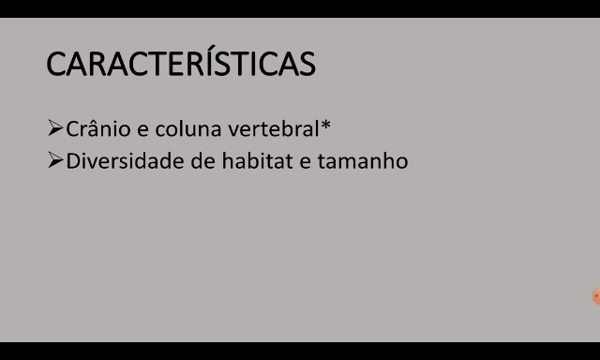 CARACTERÍSTICAS
➢Crânio e coluna vertebral*
➢Diversidade de habitat e tamanho